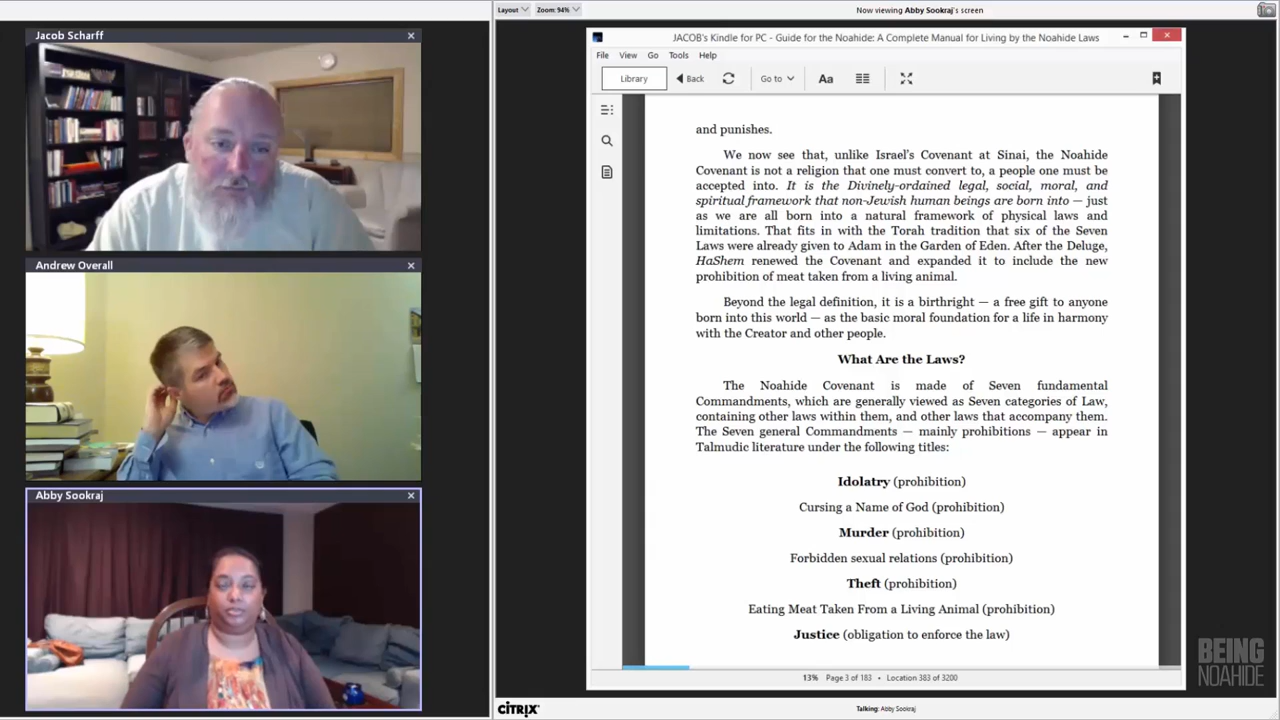 Layout
Zoom: 94%
Now viewing Abby Sookraj's screen
Jacob Scharff
Andrew Overall
Abby Sookraj
JACOB's Kindle for PC - Guide for the Noahide: A Complete Manual for Living by the Noahide Laws
File View Go Tools Help
Library Back Go to Aa
and punishes.
We now see that, unlike Israel's Covenant at Sinai, the Noahide
Covenant is not a religion that one must convert to, a people one must be
accepted into. It is the Divinely-ordained legal, social, moral, and
spiritual framework that non-Jewish human beings are born into — just
as we are all born into a natural framework of physical laws and
limitations. That fits in with the Torah tradition that six of the Seven
Laws were already given to Adam in the Garden of Eden. After the Deluge,
HaShem renewed the Covenant and expanded it to include the new
prohibition of meat taken from a living animal.
Beyond the legal definition, it is a birthright — a free gift to anyone
born into this world — as the basic moral foundation for a life in harmony
with the Creator and other people.
What Are the Laws?
The Noahide Covenant is made of Seven fundamental
Commandments, which are generally viewed as Seven categories of Law,
containing other laws within them, and other laws that accompany them.
The Seven general Commandments — mainly prohibitions — appear in
Talmudic literature under the following titles:
Idolatry (prohibition)
Cursing a Name of God (prohibition)
Murder (prohibition)
Forbidden sexual relations (prohibition)
Theft (prohibition)
Eating Meat Taken From a Living Animal (prohibition)
Justice (obligation to enforce the law)
13% Page 3 of 183 • Location 383 of 3200
BEING
NOAHIDE
CITRIX
Talking: Abby Sookraj